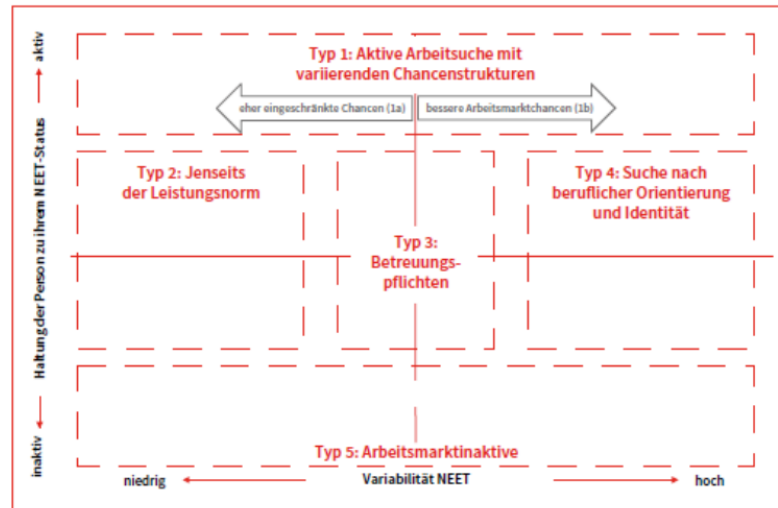 Typ 1: Aktive Arbeitsuche mit
variierenden Chancenstrukturen
eher eingeschränkte Chancen (1a)
bessere Arbeitsmarktchancen (1b)
Typ 2: Jenseits
der Leistungsnorm
Typ 3:
Betreuungs-
pflichten
Typ 4: Suche nach
beruflicher Orientierung
und Identität
Typ 5: Arbeitsmarktinaktive
aktiv
Haltung der Person zu ihrem NEET-Status
inaktiv
niedrig
Variabilität NEET
hoch